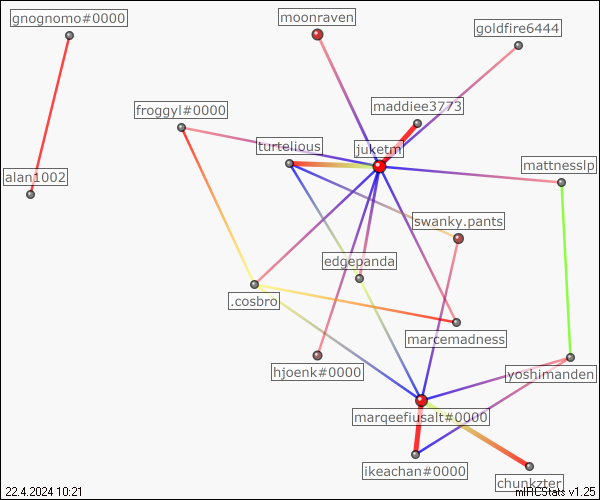 gnognomo#0000
moonraven
goldfire6444
froggyl#0000
maddiee3773
turtelious
juketm
alan1002
mattnesslp
swanky.pants
edgepanda
.cosbro
marcemadness
hjoenk#0000
yoshimanden
marqeefiusalt#0000
ikeachan#0000
chunkzter
22.4.2024 10:21
mIRCStats v1.25